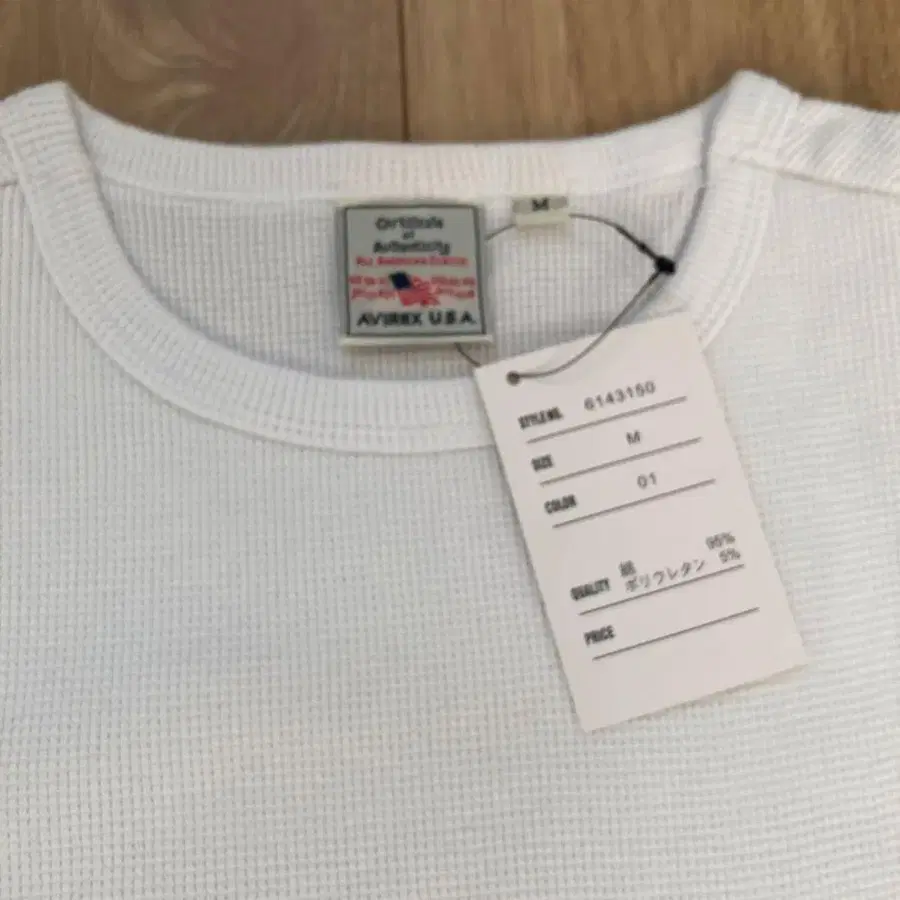 Certificate
of
Authenticity
AVIREX U.S.A.
M
STYLE NO. 6143150
SIZE M
COLOR 01
QUALITY 綿 95%
ポリウレタン 5%
PRICE